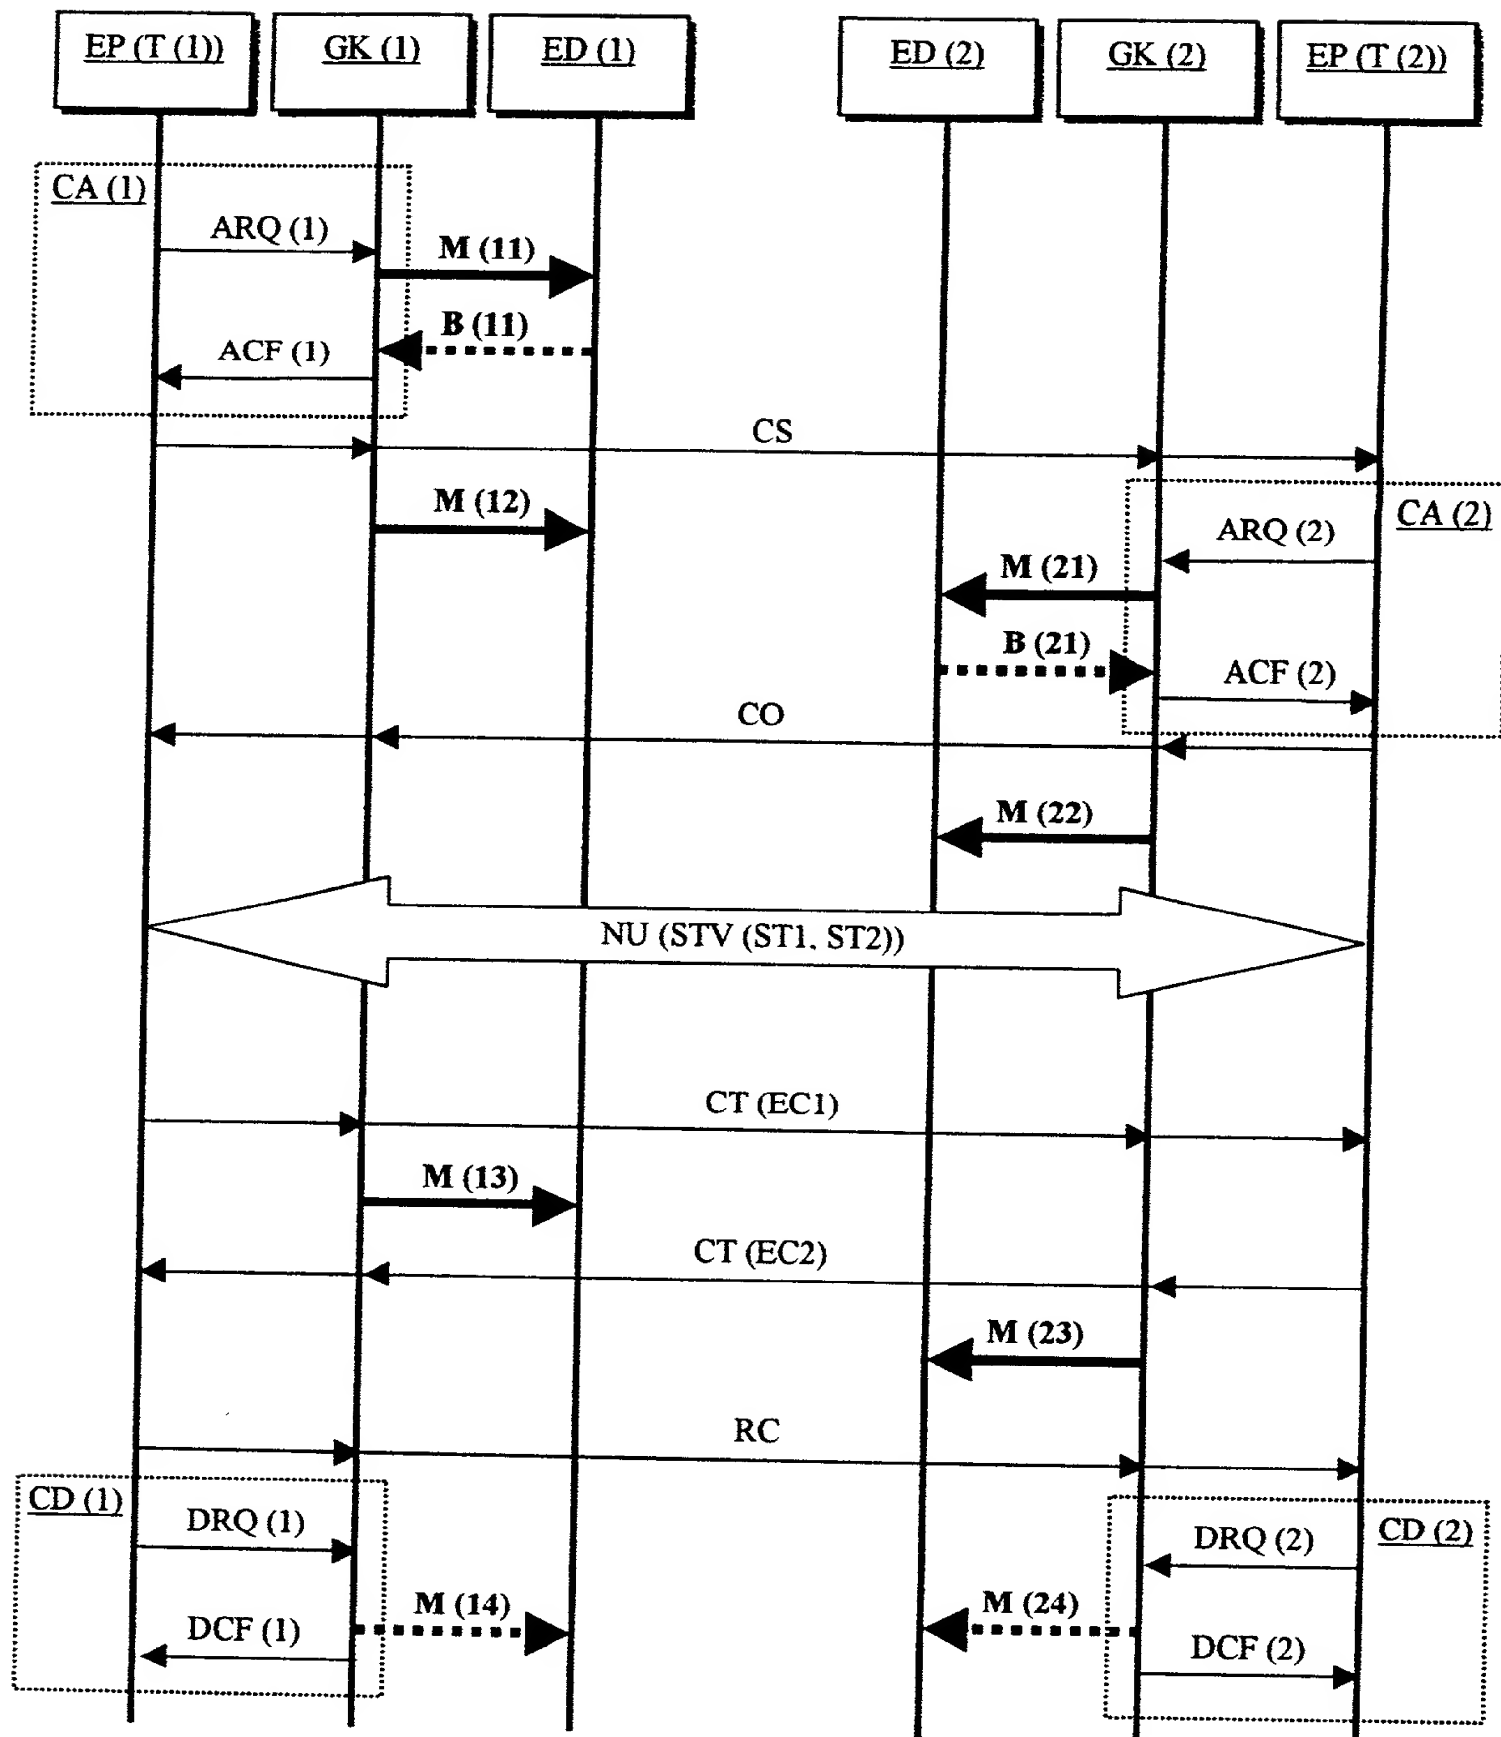 EP (T (1))
GK (1)
ED (1)
ED (2)
GK (2)
EP (T (2))
CA (1)
ARQ (1)
M (11)
B (11)
ACF (1)
CS
M (12)
CA (2)
ARQ (2)
M (21)
B (21)
ACF (2)
CO
M (22)
NU (STV (ST1, ST2))
CT (EC1)
M (13)
CT (EC2)
M (23)
RC
CD (1)
DRQ (1)
DRQ (2)
CD (2)
M (14)
M (24)
DCF (1)
DCF (2)